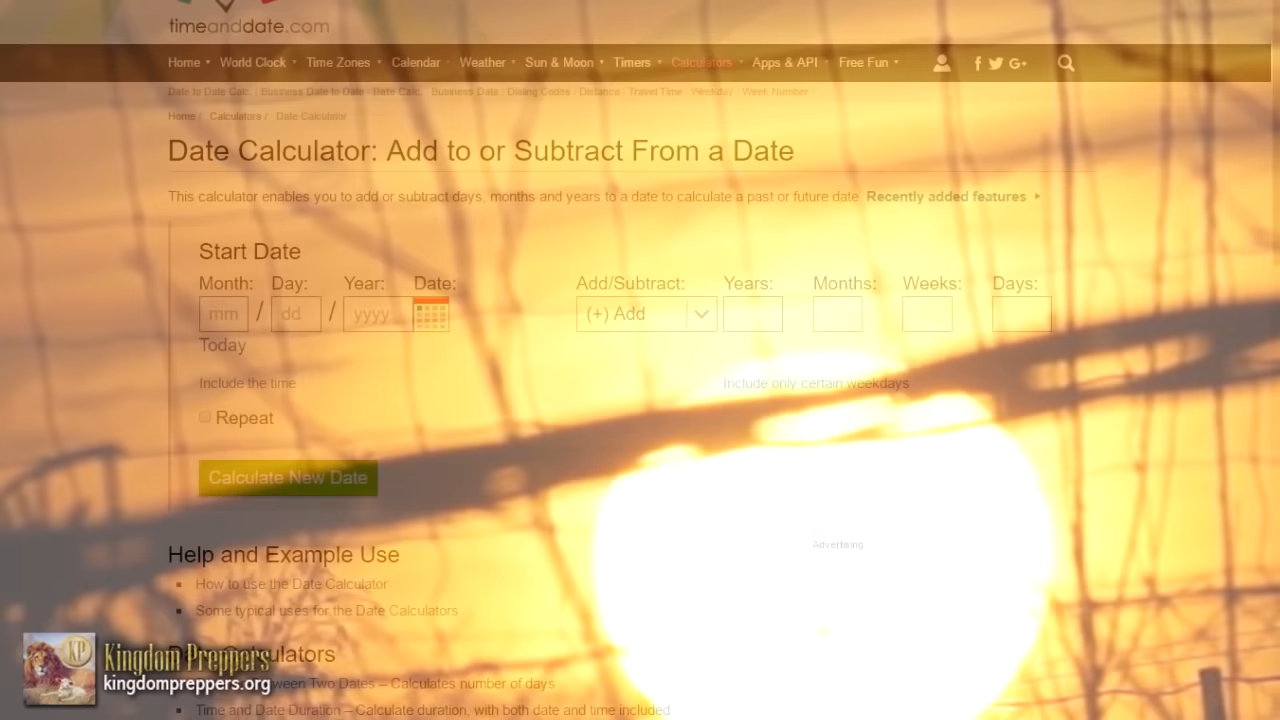 timeanddate.com
Home World Clock Time Zones Calendar Weather Sun & Moon Timers Calculators Apps & API Free Fun
Date to Date Calc. Business Date to Date Date Calc. Business Date Dialing Codes Distance Travel Time Weekday Week Number
Home / Calculators / Date Calculator
Date Calculator: Add to or Subtract From a Date
This calculator enables you to add or subtract days, months and years to a date to calculate a past or future date. Recently added features
Start Date
Month: Day: Year: Date: Add/Subtract: Years: Months: Weeks: Days:
mm / dd / yyyy (+) Add
Today
Include the time Include only certain weekdays
Repeat
Calculate New Date
Advertising
Help and Example Use
How to use the Date Calculator
Some typical uses for the Date Calculators
KP Kingdom Preppers
kingdompreppers.org
Two Dates – Calculates number of days
Time and Date Duration – Calculate duration, with both date and time included